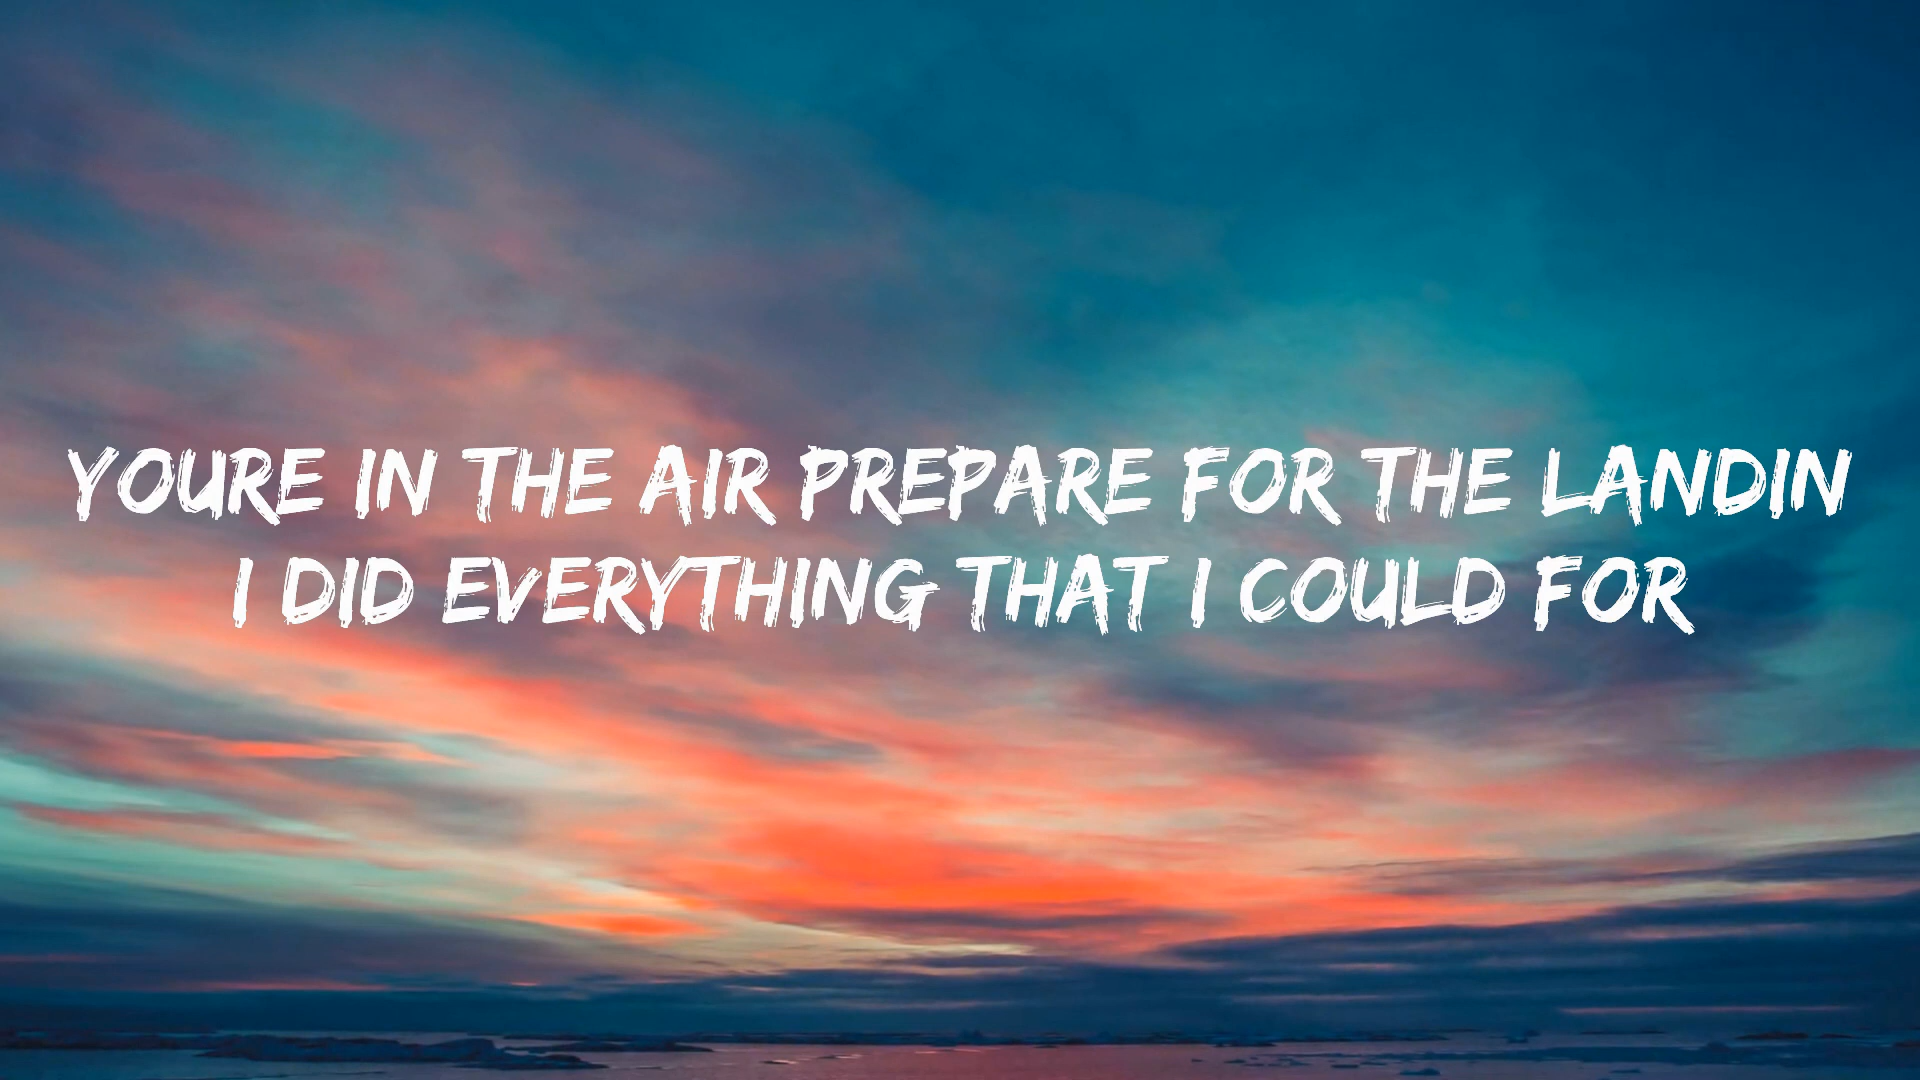 YOURE IN THE AIR PREPARE FOR THE LANDIN
I DID EVERYTHING THAT I COULD FOR